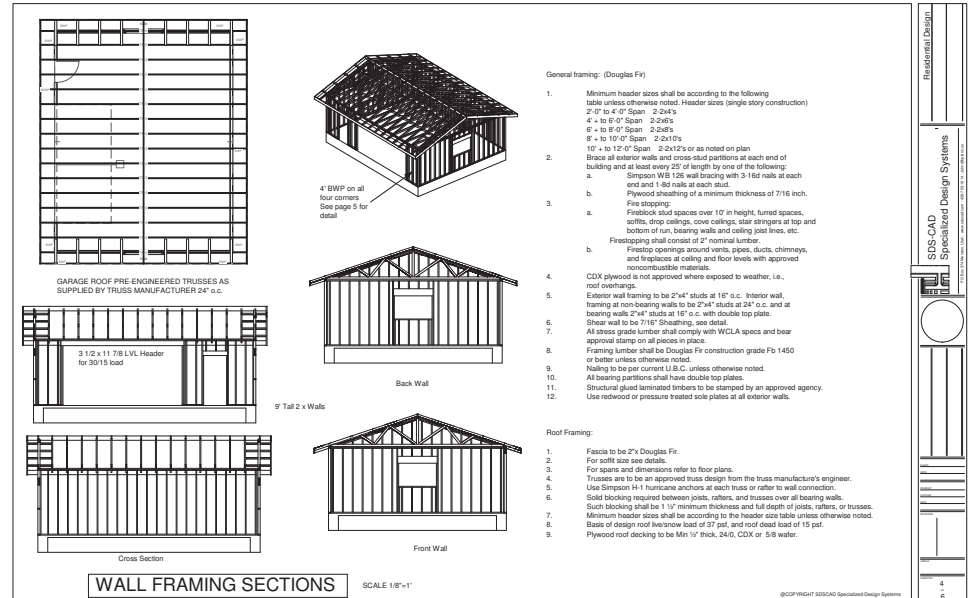 GARAGE ROOF PRE-ENGINEERED TRUSSES AS
SUPPLIED BY TRUSS MANUFACTURER 24" o.c.
3 1/2 x 11 7/8 LVL Header
for 30/15 load
9' Tall 2 x Walls
Cross Section
4' BWP on all
four corners
See page 5 for
detail
Back Wall
Front Wall
WALL FRAMING SECTIONS
SCALE 1/8"=1'
General framing: (Douglas Fir)
1. Minimum header sizes shall be according to the following
table unless otherwise noted. Header sizes (single story construction)
2'-0" to 4'-0" Span 2-2x4's
4' + to 6'-0" Span 2-2x6's
6' + to 8'-0" Span 2-2x8's
8' + to 10'-0" Span 2-2x10's
10' + to 12'-0" Span 2-2x12's or as noted on plan
2. Brace all exterior walls and cross-stud partitions at each end of
building and at least every 25' of length by one of the following:
a. Simpson WB 126 wall bracing with 3-16d nails at each
end and 1-8d nails at each stud.
b. Plywood sheathing of a minimum thickness of 7/16 inch.
3. Fire stopping:
a. Fireblock stud spaces over 10' in height, furred spaces,
soffits, drop ceilings, cove ceilings, stair stringers at top and
bottom of run, bearing walls and ceiling joist lines, etc.
Firestopping shall consist of 2" nominal lumber.
b. Firestop openings around vents, pipes, ducts, chimneys,
and fireplaces at ceiling and floor levels with approved
noncombustible materials.
4. CDX plywood is not approved where exposed to weather, i.e.,
roof overhangs.
5. Exterior wall framing to be 2"x4" studs at 16" o.c. Interior wall,
framing at non-bearing walls to be 2"x4" studs at 24" o.c. and at
bearing walls 2"x4" studs at 16" o.c. with double top plate.
6. Shear wall to be 7/16" Sheathing, see detail.
7. All stress grade lumber shall comply with WCLA specs and bear
approval stamp on all pieces in place.
8. Framing lumber shall be Douglas Fir construction grade Fb 1450
or better unless otherwise noted.
9. Nailing to be per current U.B.C. unless otherwise noted.
10. All bearing partitions shall have double top plates.
11. Structural glued laminated timbers to be stamped by an approved agency.
12. Use redwood or pressure treated sole plates at all exterior walls.
Roof Framing:
1. Fascia to be 2"x Douglas Fir.
2. For soffit size see details.
3. For spans and dimensions refer to floor plans.
4. Trusses are to be an approved truss design from the truss manufacture's engineer.
5. Use Simpson H-1 hurricane anchors at each truss or rafter to wall connection.
6. Solid blocking required between joists, rafters, and trusses over all bearing walls.
Such blocking shall be 1 ½" minimum thickness and full depth of joists, rafters, or trusses.
7. Minimum header sizes shall be according to the header size table unless otherwise noted.
8. Basis of design roof live/snow load of 37 psf, and roof dead load of 15 psf.
9. Plywood roof decking to be Min ½" thick, 24/0, CDX or 5/8 wafer.
@COPYRIGHT SDSCAD Specialized Design Systems
Residential Design
SDS-CAD
Specialized Design Systems
4
6